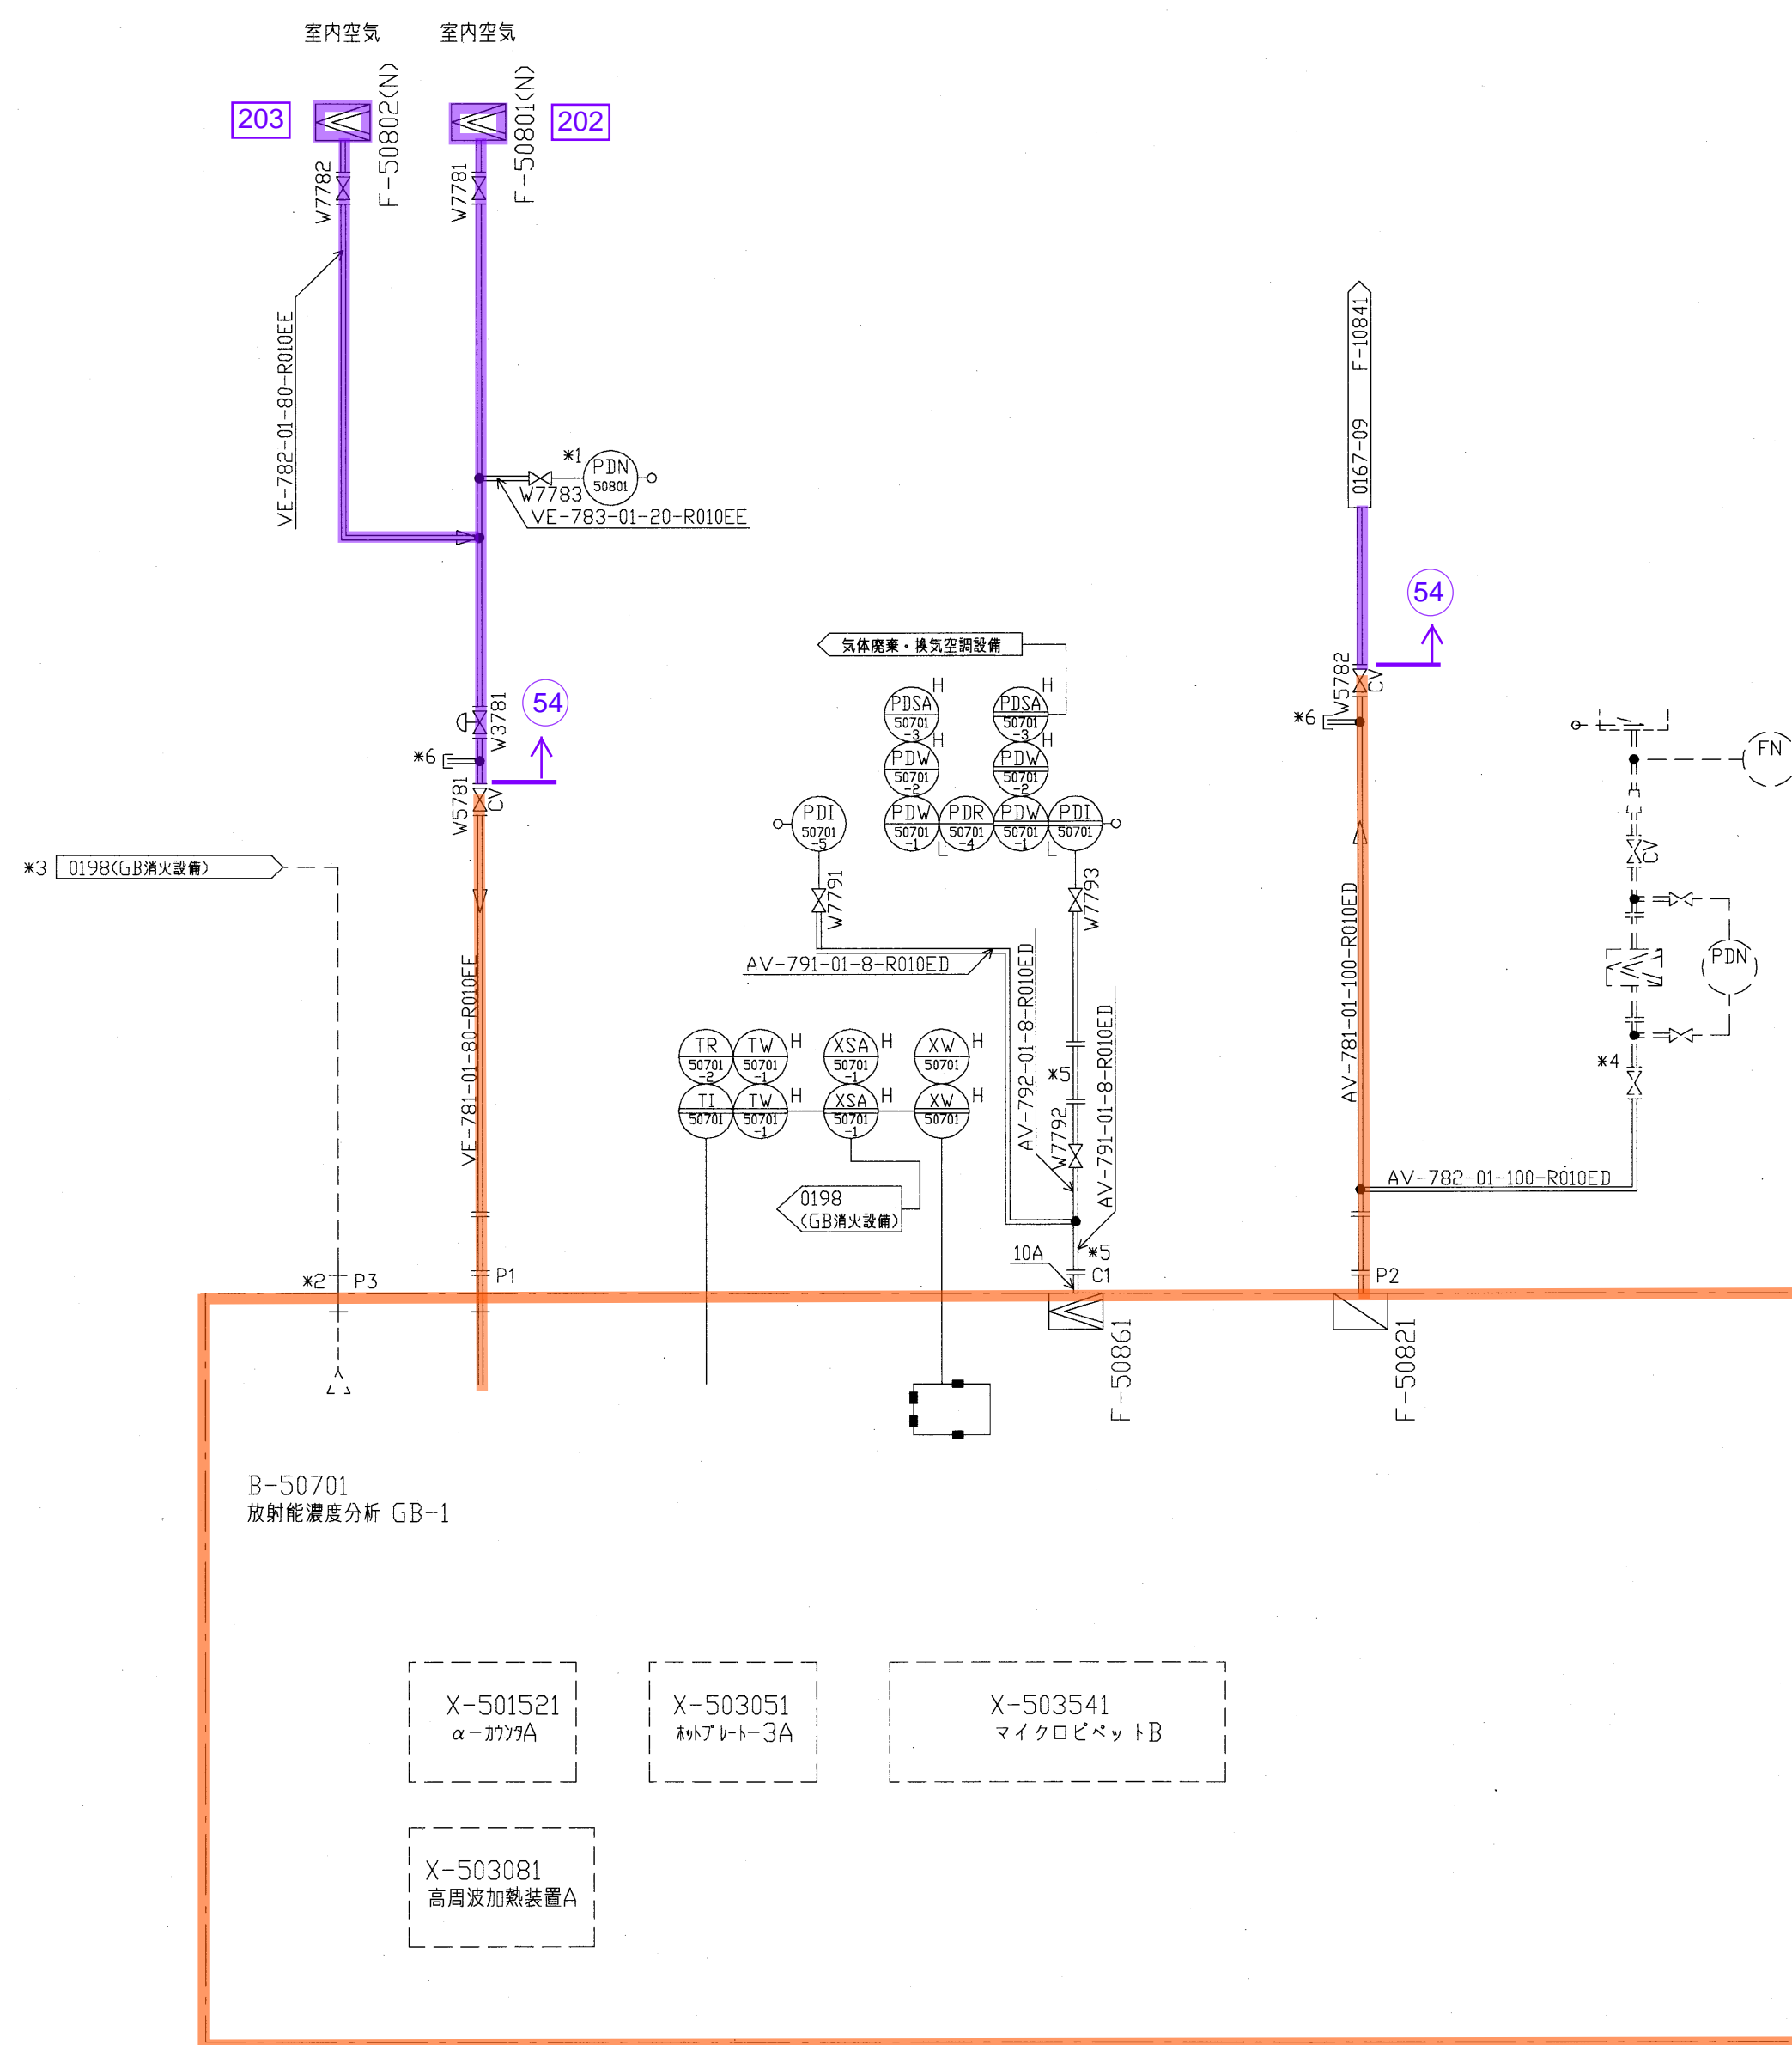 室内空気
室内空気
203
F-50802(N)
202
F-50801(N)
W7782
W7781
VE-782-01-80-R010EE
*1
PDN
50801
W7783
VE-783-01-20-R010EE
0167-09 F-10841
54
W5782
CV
*6
気体廃棄・換気空調設備
PDSA
50701
-3
H
PDSA
50701
-3
H
PDW
50701
-2
H
PDW
50701
-2
H
54
W3781
*6
W5781
CV
PDI
50701
-5
PDW
50701
-1
L
PDR
50701
-4
PDW
50701
-1
L
PDI
50701
FN
CV
*3
0198(GB消火設備)
W7791
W7793
AV-791-01-8-R010ED
AV-792-01-8-R010ED
AV-791-01-8-R010ED
AV-781-01-100-R010ED
PDN
*4
VE-781-01-80-R010EE
TR
50701
-2
TW
50701
-1
H
XSA
50701
-1
H
XW
50701
H
*5
TI
50701
TW
50701
-1
H
XSA
50701
-1
H
XW
50701
H
W7792
AV-782-01-100-R010ED
0198
(GB消火設備)
10A
*5
C1
*2
P3
P1
P2
F-50861
F-50821
B-50701
放射能濃度分析 GB-1
X-501521
α-カウンタA
X-503051
ホットプレート-3A
X-503541
マイクロピペットB
X-503081
高周波加熱装置A